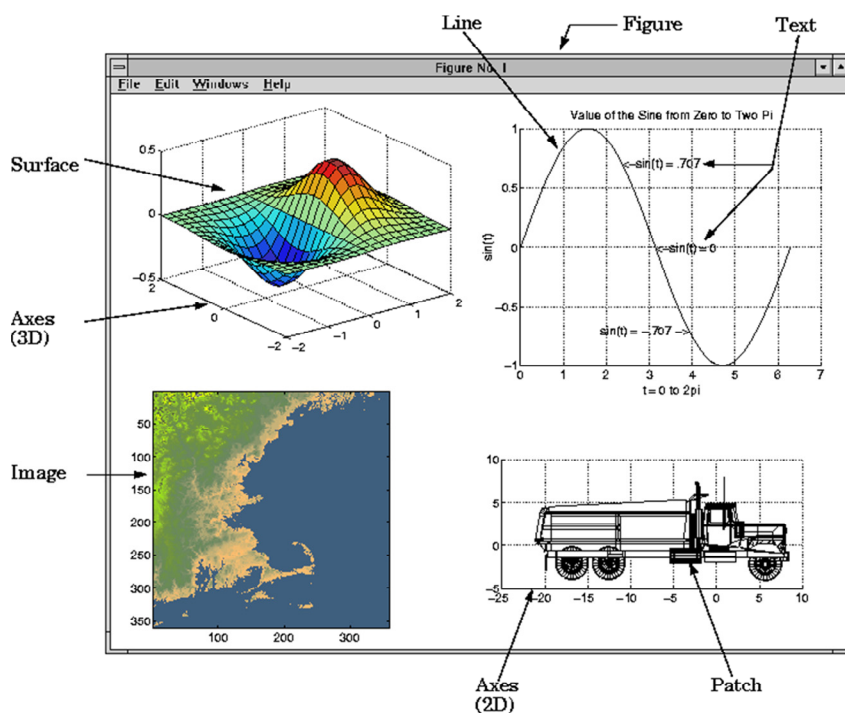 Line
Figure
Text
Figure No. 1
File Edit Windows Help
Surface
0.5
0
−0.5
2
0
−2
−2
−1
0
1
2
Axes
(3D)
Value of the Sine from Zero to Two Pi
1
0.5
0
−0.5
−1
sin(t)
<−sin(t) = .707
<−sin(t) = 0
sin(t) = −.707 −>
0 1 2 3 4 5 6 7
t = 0 to 2pi
Image
50
100
150
200
250
300
350
100 200 300
10
5
0
−5
−25 −20 −15 −10 −5 0 5 10
Axes
(2D)
Patch